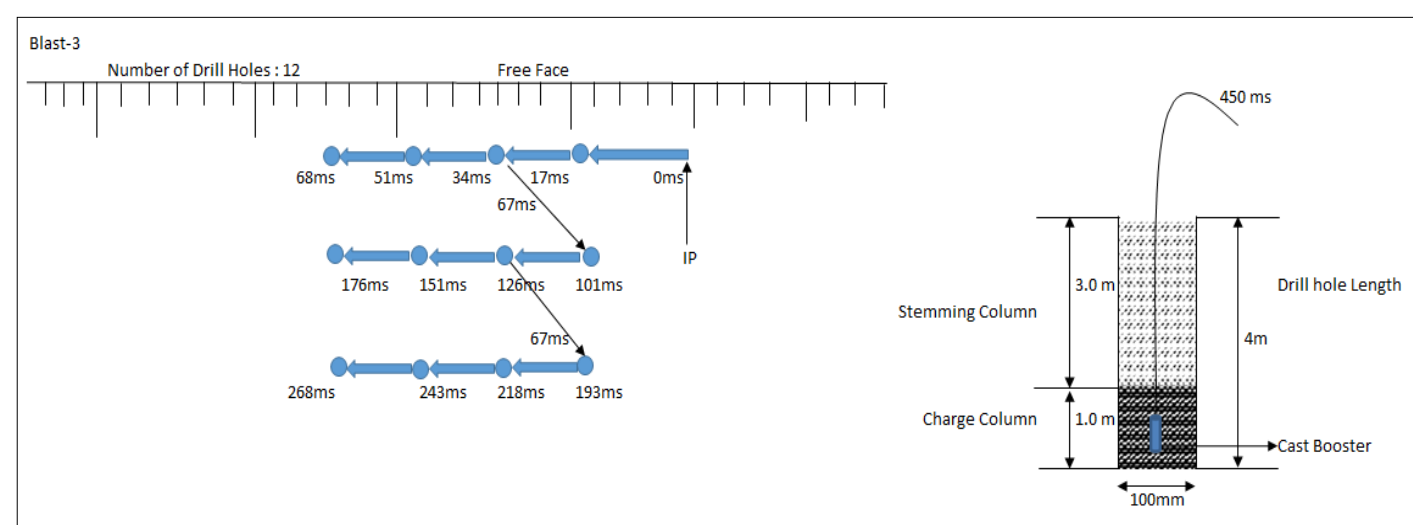 Blast-3
Number of Drill Holes : 12
Free Face
68ms 51ms 34ms 17ms 0ms
67ms
IP
176ms 151ms 126ms 101ms
67ms
268ms 243ms 218ms 193ms
450 ms
3.0 m
Drill hole Length
Stemming Column
4m
Charge Column
1.0 m
Cast Booster
100mm